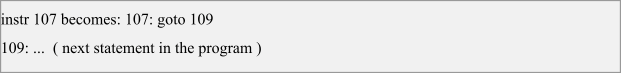 instr 107 becomes: 107: goto 109
109: ... ( next statement in the program )